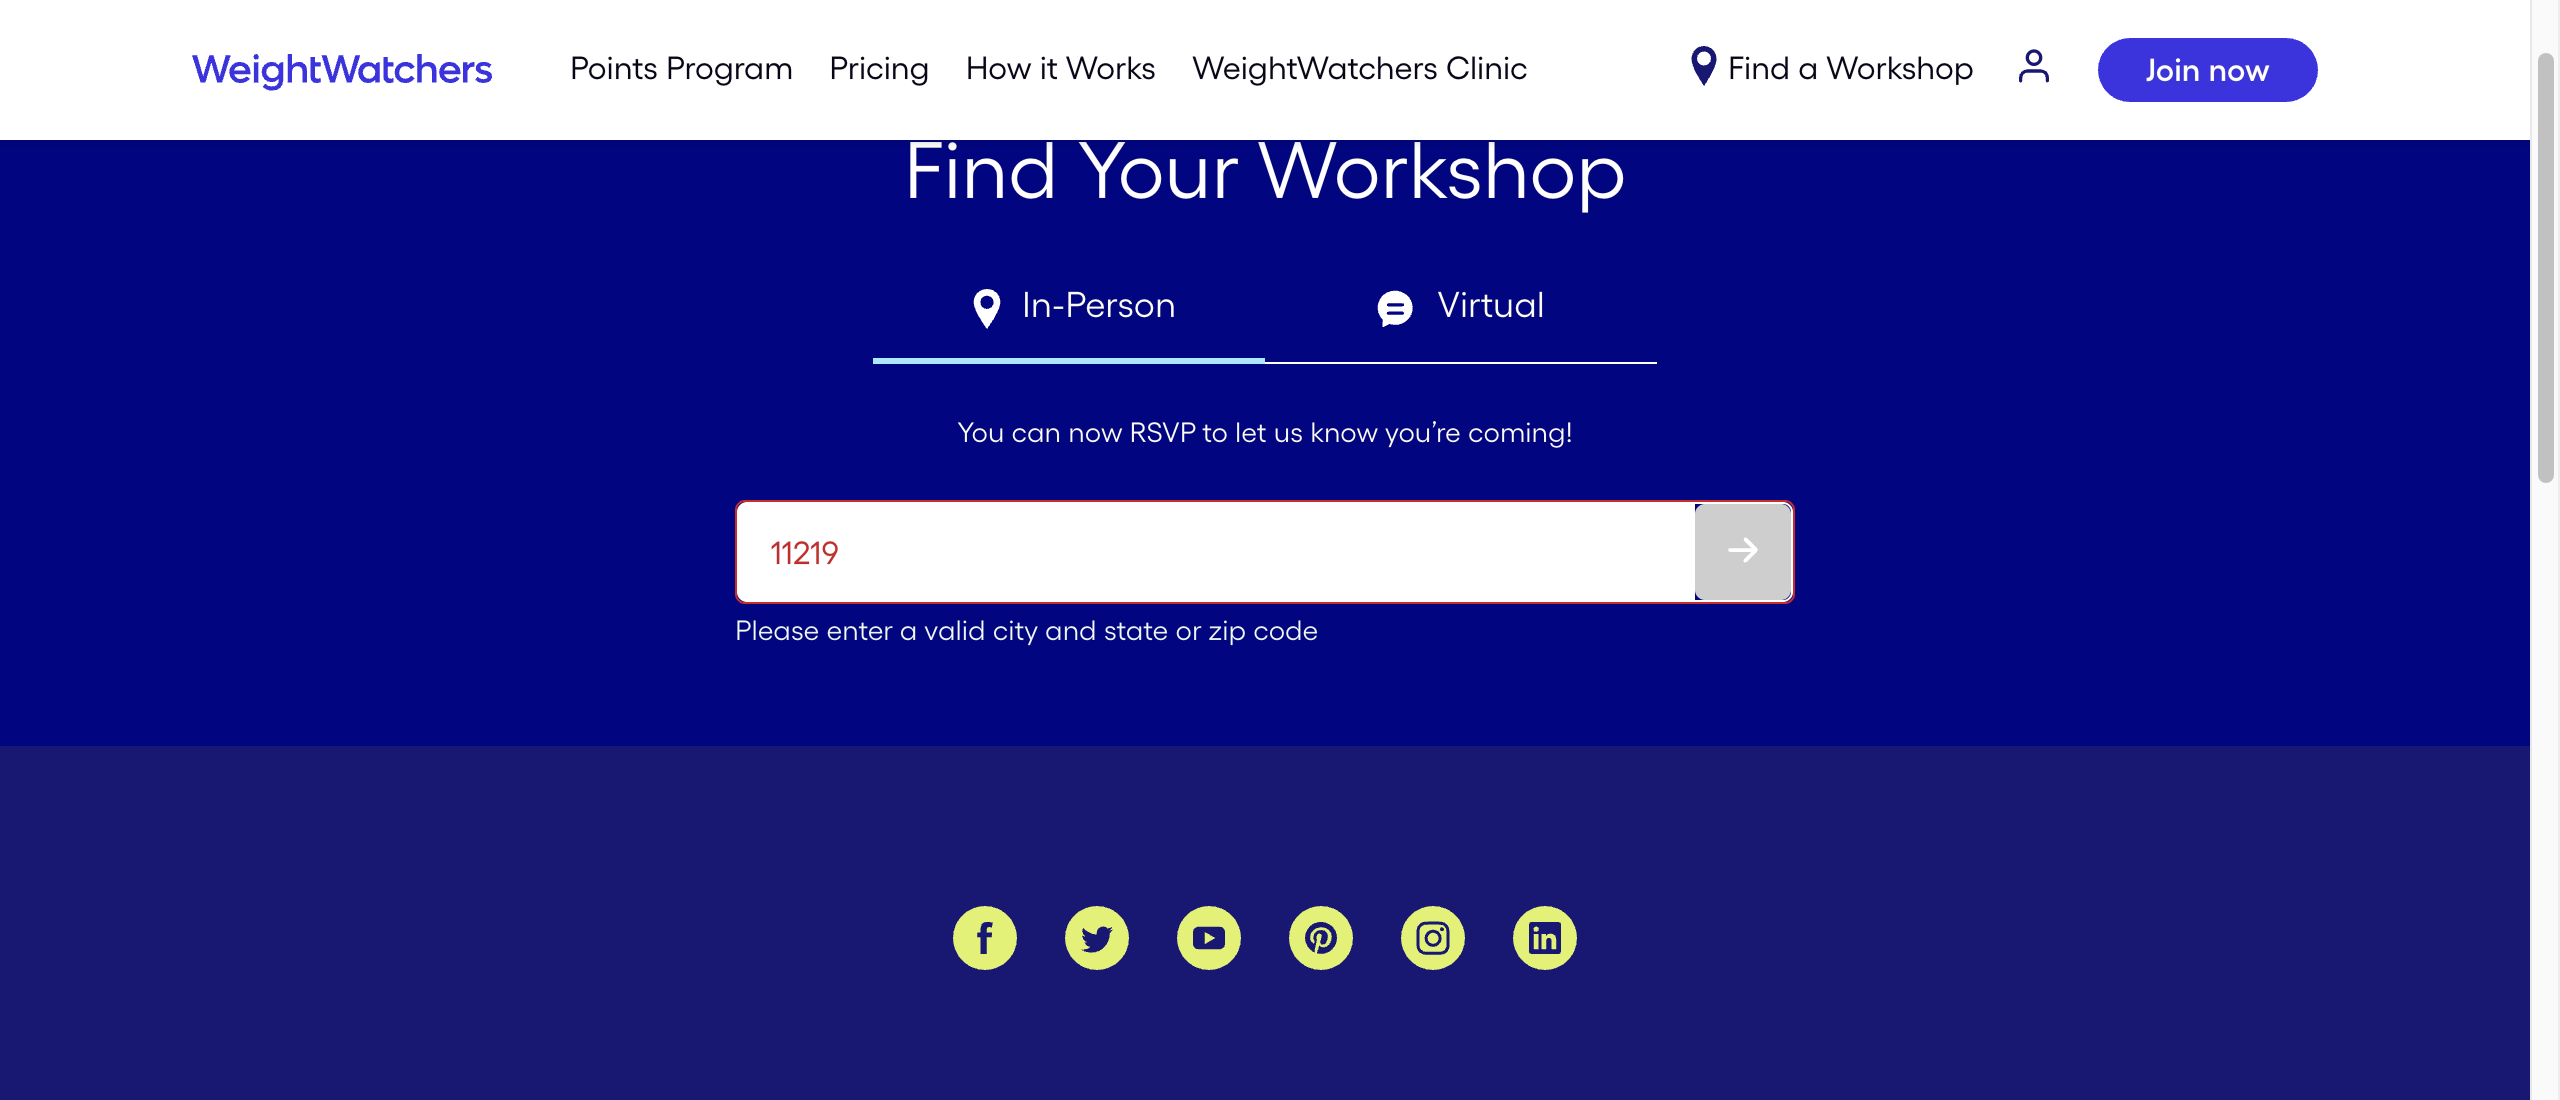 WeightWatchers Points Program Pricing How it Works WeightWatchers Clinic Find a Workshop Join now
Find Your Workshop
In-Person Virtual
You can now RSVP to let us know you’re coming!
11219
Please enter a valid city and state or zip code